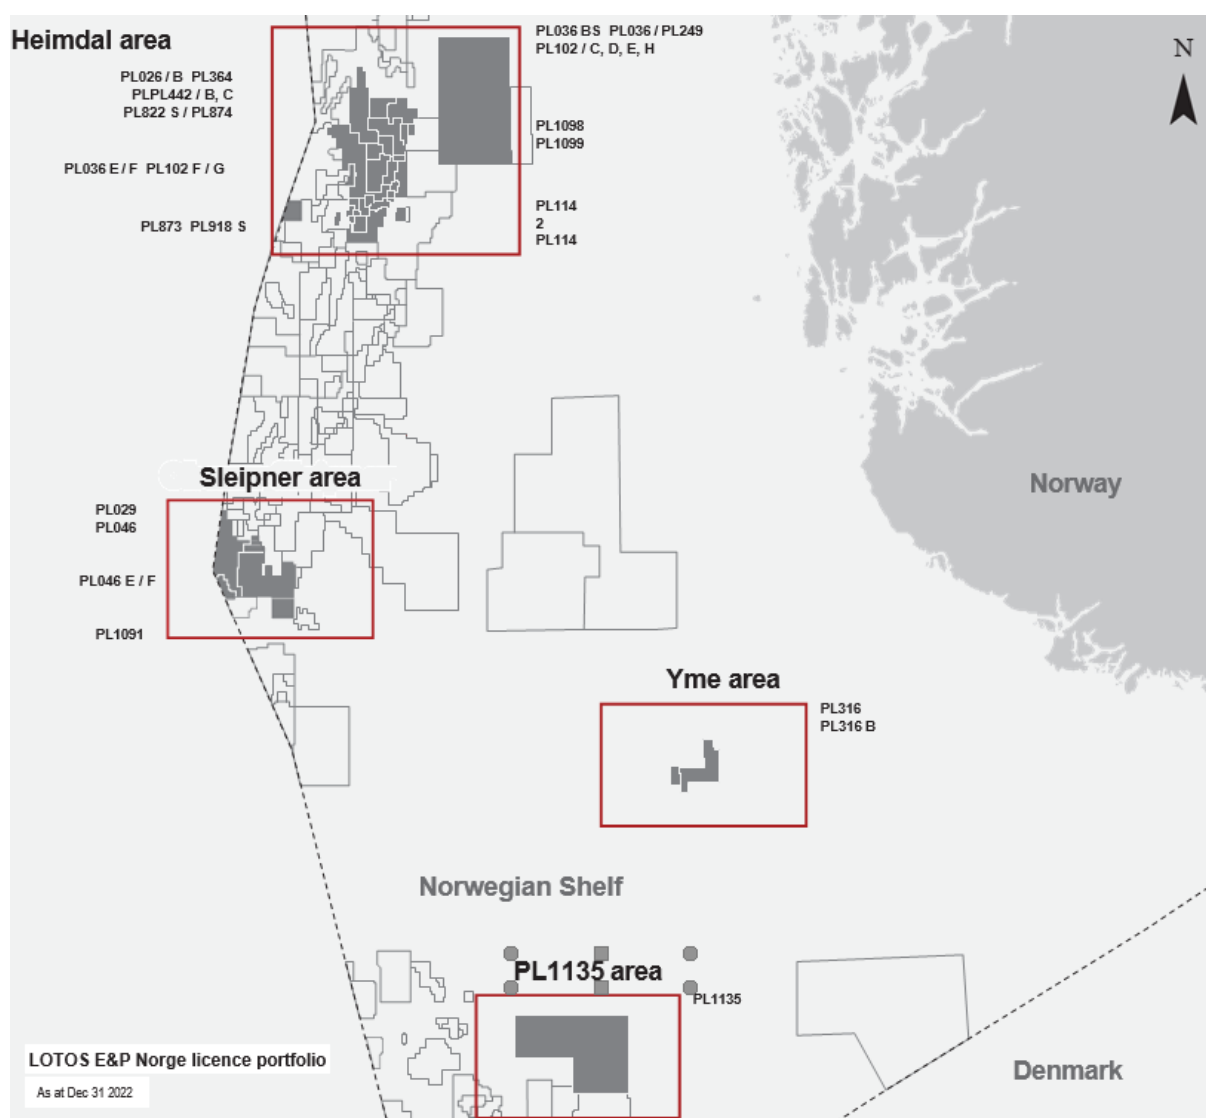 Heimdal area
PL036 BS PL036 / PL249
PL102 / C, D, E, H
N
PL026 / B PL364
PLPL442 / B, C
PL822 S / PL874
PL1098
PL1099
PL036 E / F PL102 F / G
PL873 PL918 S
PL114
2
PL114
Sleipner area
Norway
PL029
PL046
PL046 E / F
PL1091
Yme area
PL316
PL316 B
Norwegian Shelf
PL1135 area
PL1135
LOTOS E&P Norge licence portfolio
As at Dec 31 2022
Denmark